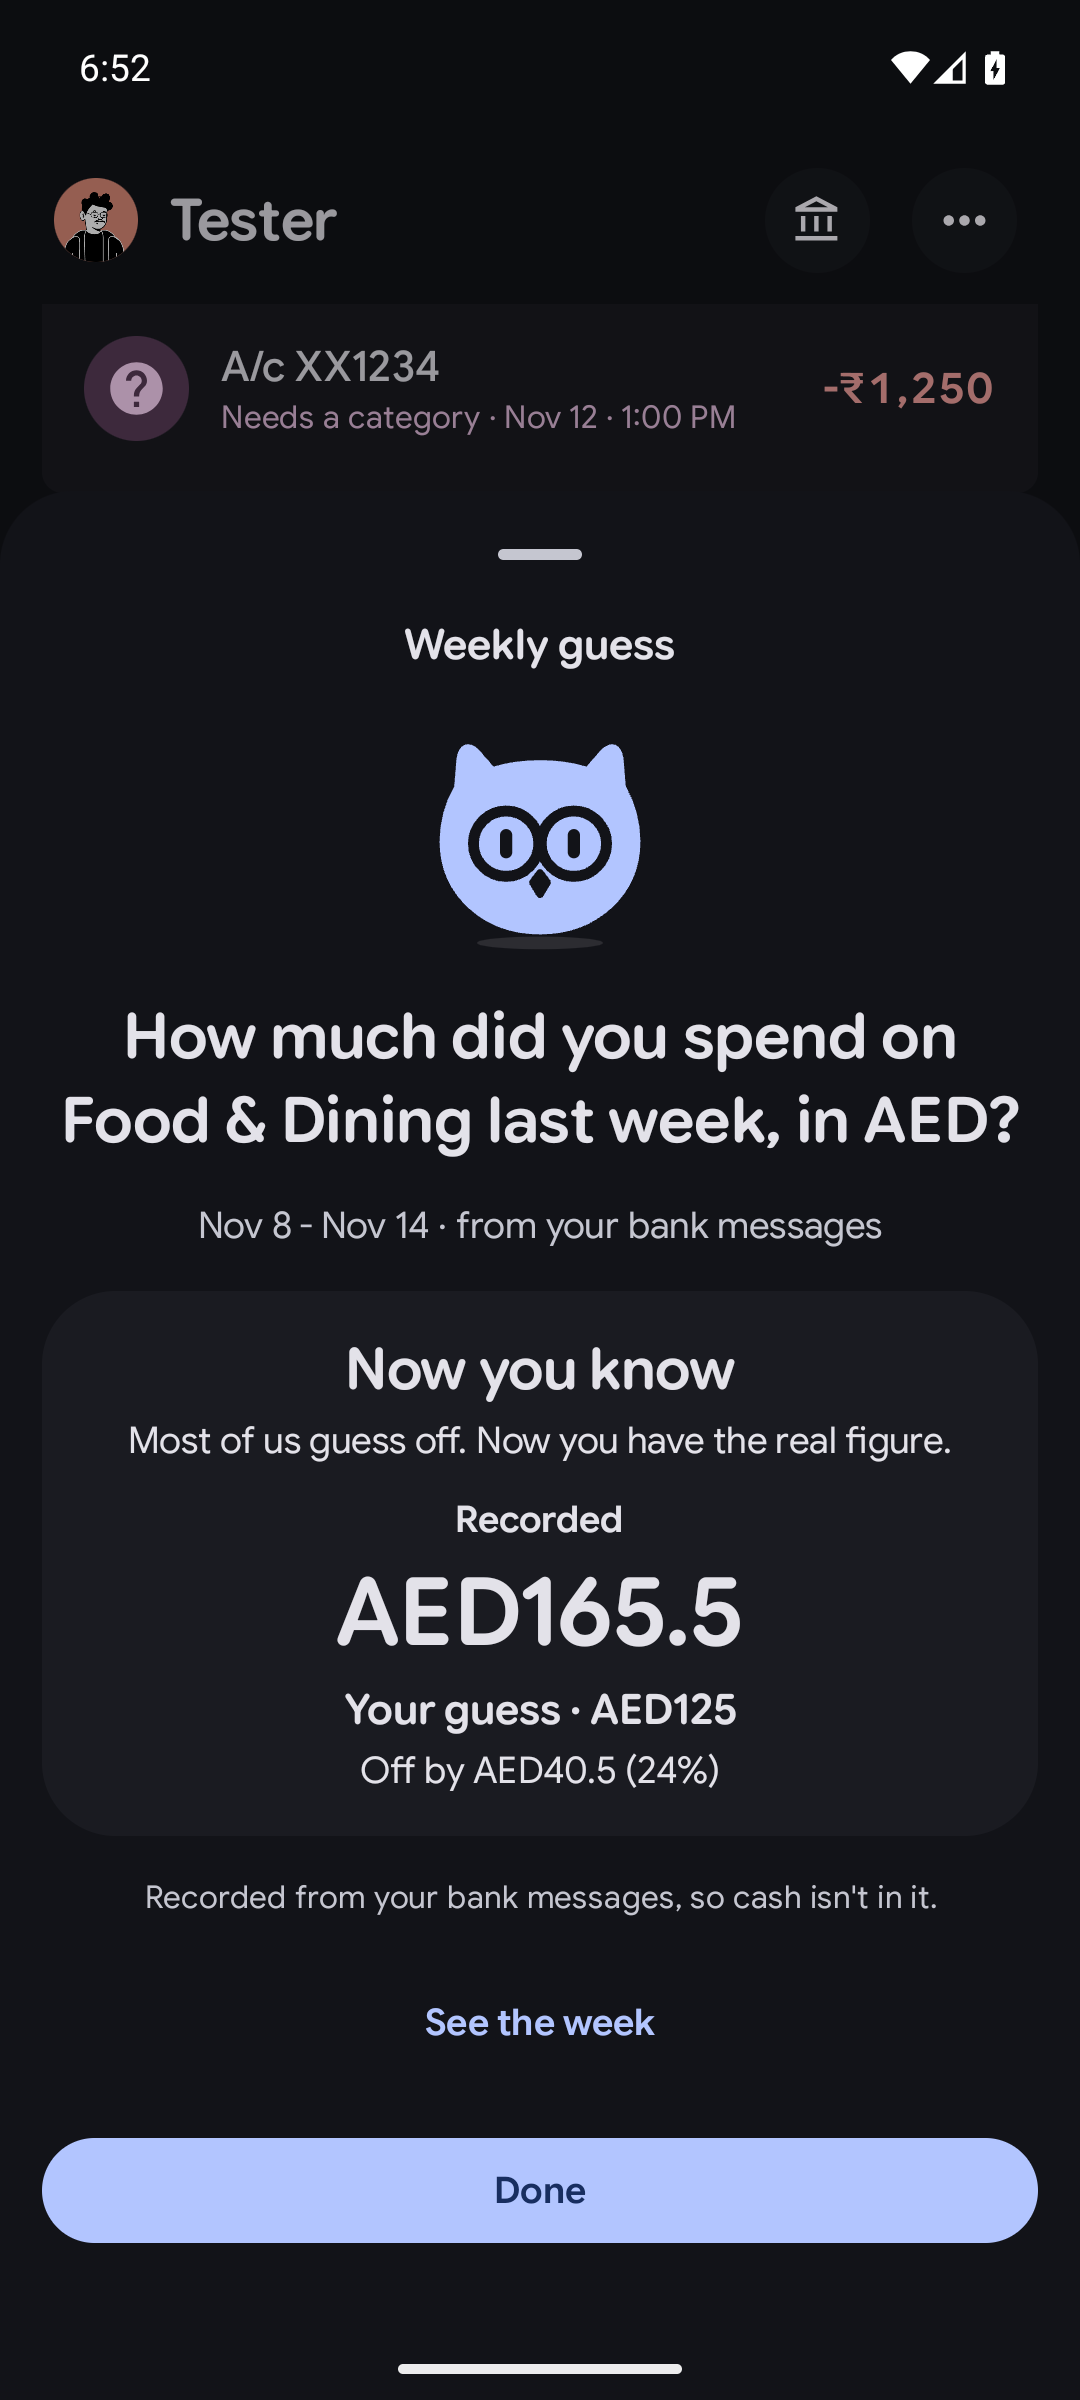 6:52
Tester
A/c XX1234
Needs a category · Nov 12 · 1:00 PM
-₹1,250
Weekly guess
How much did you spend on
Food & Dining last week, in AED?
Nov 8 - Nov 14 · from your bank messages
Now you know
Most of us guess off. Now you have the real figure.
Recorded
AED165.5
Your guess · AED125
Off by AED40.5 (24%)
Recorded from your bank messages, so cash isn't in it.
See the week
Done